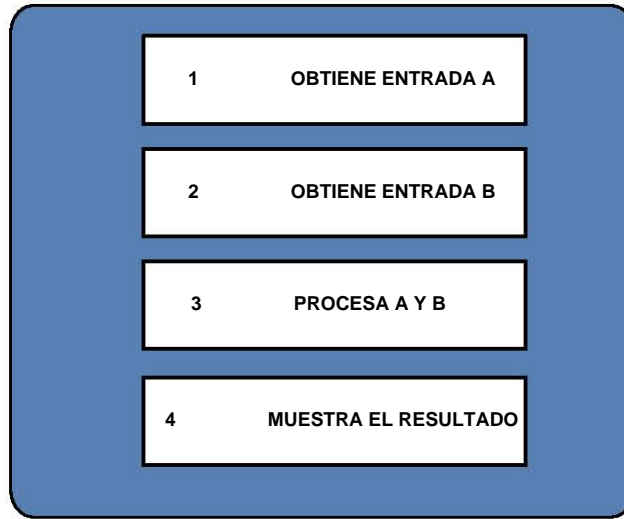 1 OBTIENE ENTRADA A
2 OBTIENE ENTRADA B
3 PROCESA A Y B
4 MUESTRA EL RESULTADO